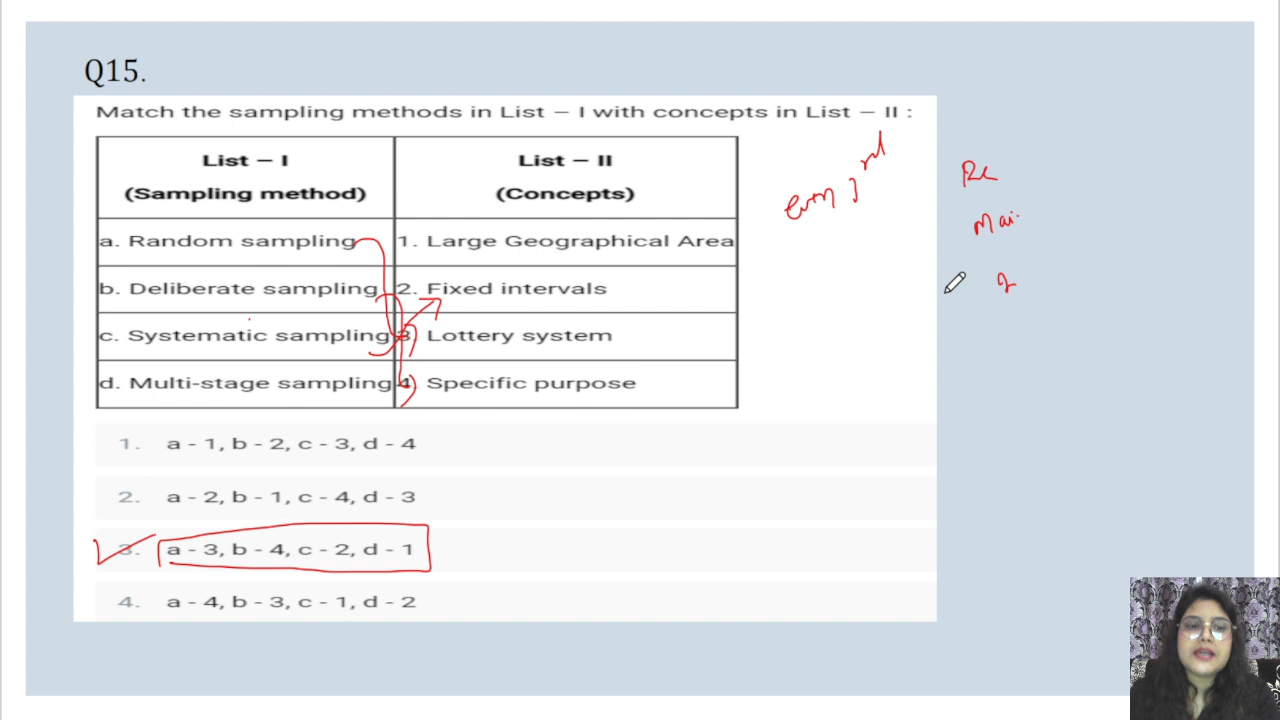 Q15.
Match the sampling methods in List – I with concepts in List – II :
List – I
(Sampling method)
List – II
(Concepts)
a. Random sampling
1. Large Geographical Area
b. Deliberate sampling
2. Fixed intervals
c. Systematic sampling
3. Lottery system
d. Multi-stage sampling
4. Specific purpose
1. a - 1, b - 2, c - 3, d - 4
2. a - 2, b - 1, c - 4, d - 3
3. a - 3, b - 4, c - 2, d - 1
4. a - 4, b - 3, c - 1, d - 2